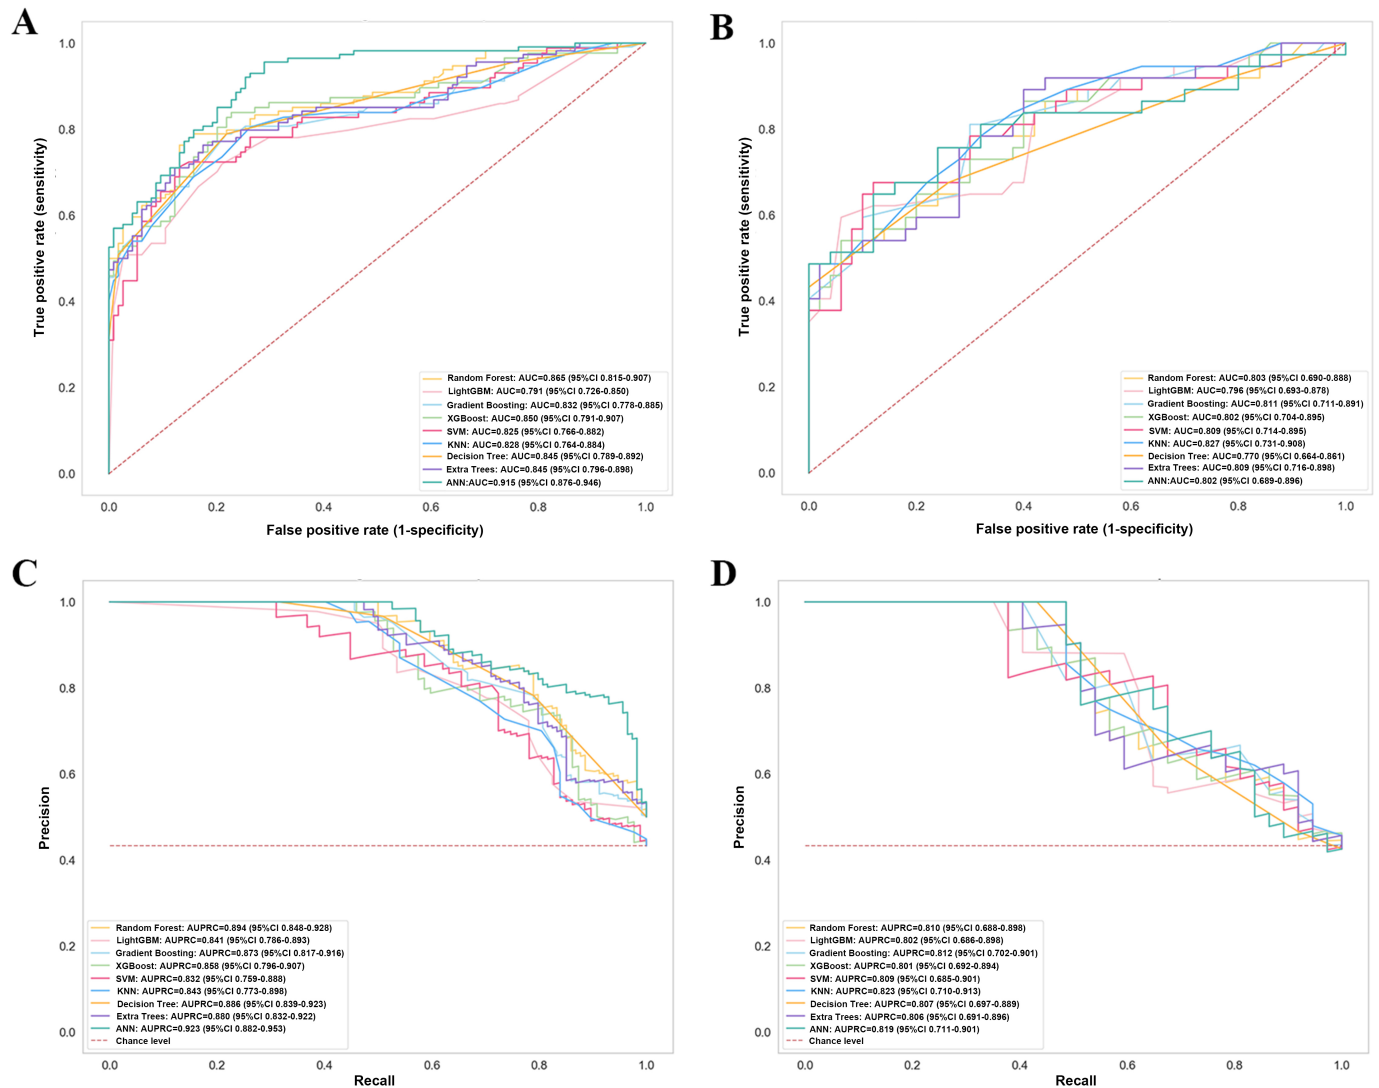 A
1.0
0.8
0.6
0.4
0.2
0.0
True positive rate (sensitivity)
Random Forest: AUC=0.865 (95%CI 0.815-0.907)
LightGBM: AUC=0.791 (95%CI 0.726-0.850)
Gradient Boosting: AUC=0.832 (95%CI 0.778-0.885)
XGBoost: AUC=0.850 (95%CI 0.791-0.907)
SVM: AUC=0.825 (95%CI 0.766-0.882)
KNN: AUC=0.828 (95%CI 0.764-0.884)
Decision Tree: AUC=0.845 (95%CI 0.789-0.892)
Extra Trees: AUC=0.845 (95%CI 0.796-0.898)
ANN:AUC=0.915 (95%CI 0.876-0.946)
0.0 0.2 0.4 0.6 0.8 1.0
False positive rate (1-specificity)
B
1.0
0.8
0.6
0.4
0.2
0.0
True positive rate (sensitivity)
Random Forest: AUC=0.803 (95%CI 0.690-0.888)
LightGBM: AUC=0.796 (95%CI 0.693-0.878)
Gradient Boosting: AUC=0.811 (95%CI 0.711-0.891)
XGBoost: AUC=0.802 (95%CI 0.704-0.895)
SVM: AUC=0.809 (95%CI 0.714-0.895)
KNN: AUC=0.827 (95%CI 0.731-0.908)
Decision Tree: AUC=0.770 (95%CI 0.664-0.861)
Extra Trees: AUC=0.809 (95%CI 0.716-0.898)
ANN:AUC=0.802 (95%CI 0.689-0.896)
0.0 0.2 0.4 0.6 0.8 1.0
False positive rate (1-specificity)
C
1.0
0.8
0.6
0.4
0.2
0.0
Precision
Random Forest: AUPRC=0.894 (95%CI 0.848-0.928)
LightGBM: AUPRC=0.841 (95%CI 0.786-0.893)
Gradient Boosting: AUPRC=0.873 (95%CI 0.817-0.916)
XGBoost: AUPRC=0.858 (95%CI 0.796-0.907)
SVM: AUPRC=0.832 (95%CI 0.759-0.888)
KNN: AUPRC=0.843 (95%CI 0.773-0.898)
Decision Tree: AUPRC=0.886 (95%CI 0.839-0.923)
Extra Trees: AUPRC=0.880 (95%CI 0.832-0.922)
ANN: AUPRC=0.923 (95%CI 0.882-0.953)
Chance level
0.0 0.2 0.4 0.6 0.8 1.0
Recall
D
1.0
0.8
0.6
0.4
0.2
0.0
Precision
Random Forest: AUPRC=0.810 (95%CI 0.688-0.898)
LightGBM: AUPRC=0.802 (95%CI 0.686-0.898)
Gradient Boosting: AUPRC=0.812 (95%CI 0.702-0.901)
XGBoost: AUPRC=0.801 (95%CI 0.692-0.894)
SVM: AUPRC=0.809 (95%CI 0.685-0.901)
KNN: AUPRC=0.823 (95%CI 0.710-0.913)
Decision Tree: AUPRC=0.807 (95%CI 0.697-0.889)
Extra Trees: AUPRC=0.806 (95%CI 0.691-0.896)
ANN: AUPRC=0.819 (95%CI 0.711-0.901)
Chance level
0.0 0.2 0.4 0.6 0.8 1.0
Recall